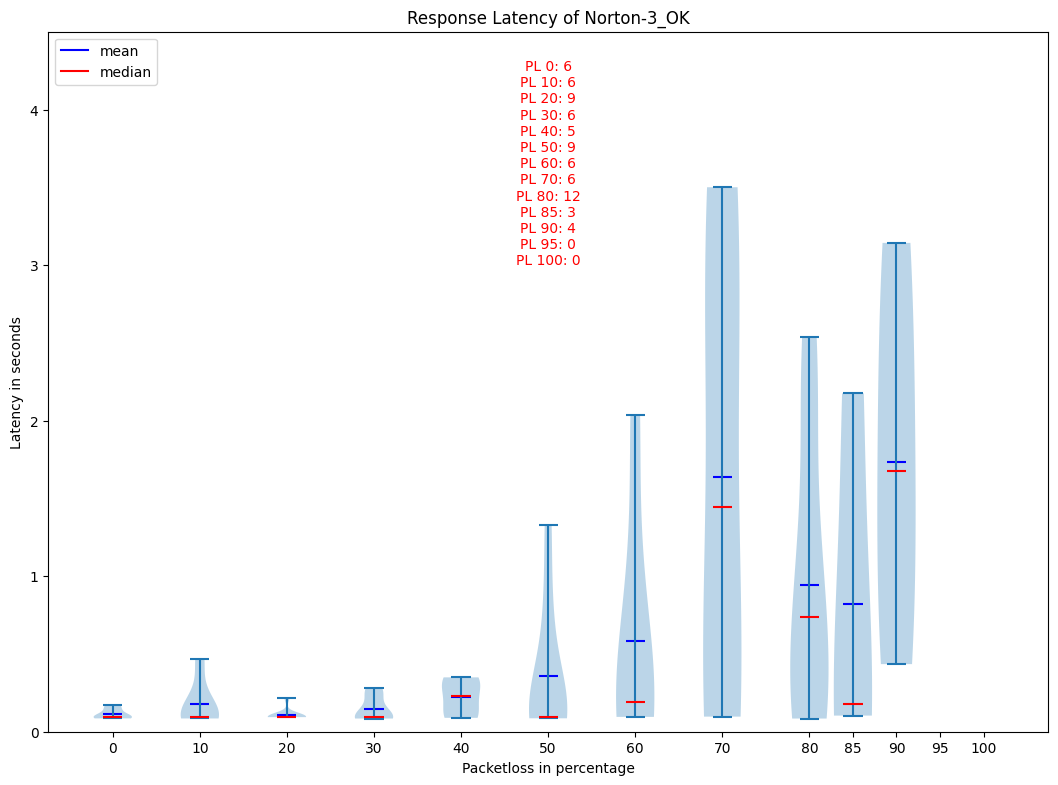 Response Latency of Norton-3_OK
mean
median
PL 0: 6
PL 10: 6
PL 20: 9
PL 30: 6
PL 40: 5
PL 50: 9
PL 60: 6
PL 70: 6
PL 80: 12
PL 85: 3
PL 90: 4
PL 95: 0
PL 100: 0
Latency in seconds
4
3
2
1
0
0 10 20 30 40 50 60 70 80 85 90 95 100
Packetloss in percentage